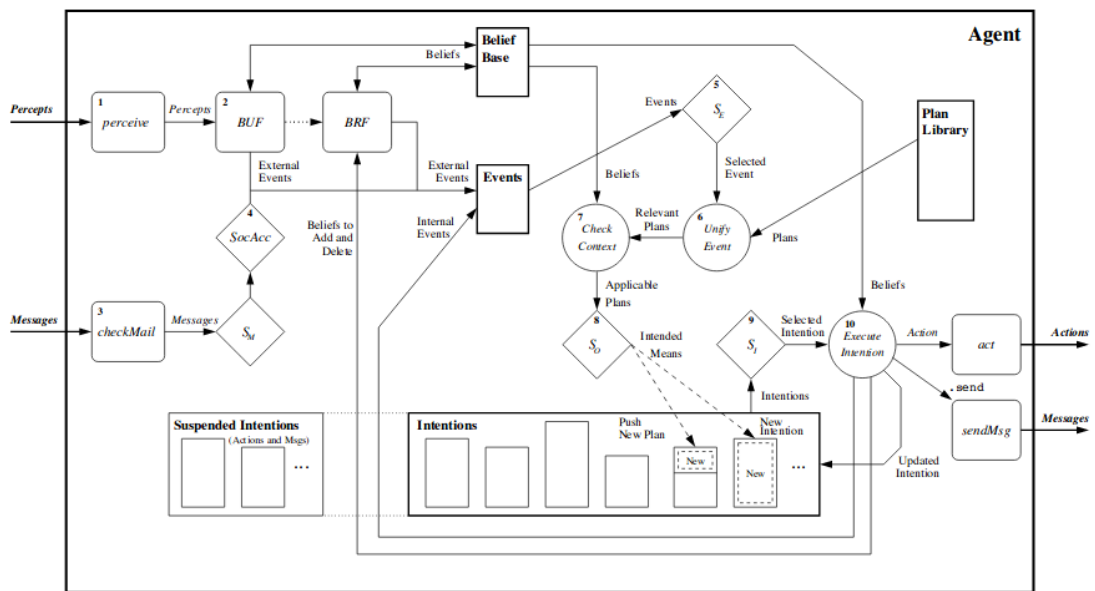 Agent
Belief
Base
Beliefs
Percepts
1
perceive
Percepts
2
BUF
BRF
Events
5
S_E
Plan
Library
External
Events
External
Events
Events
Selected
Event
Beliefs
4
SocAcc
Beliefs to
Add and
Delete
Internal
Events
7
Check
Context
Relevant
Plans
6
Unify
Event
Plans
Applicable
Plans
Beliefs
Messages
3
checkMail
Messages
S_M
8
S_O
Intended
Means
9
S_I
Selected
Intention
10
Execute
Intention
Action
act
Actions
.send
sendMsg
Messages
Intentions
Suspended Intentions
(Actions and Msgs)
...
Intentions
Push
New Plan
New
Intention
New
New
...
Updated
Intention